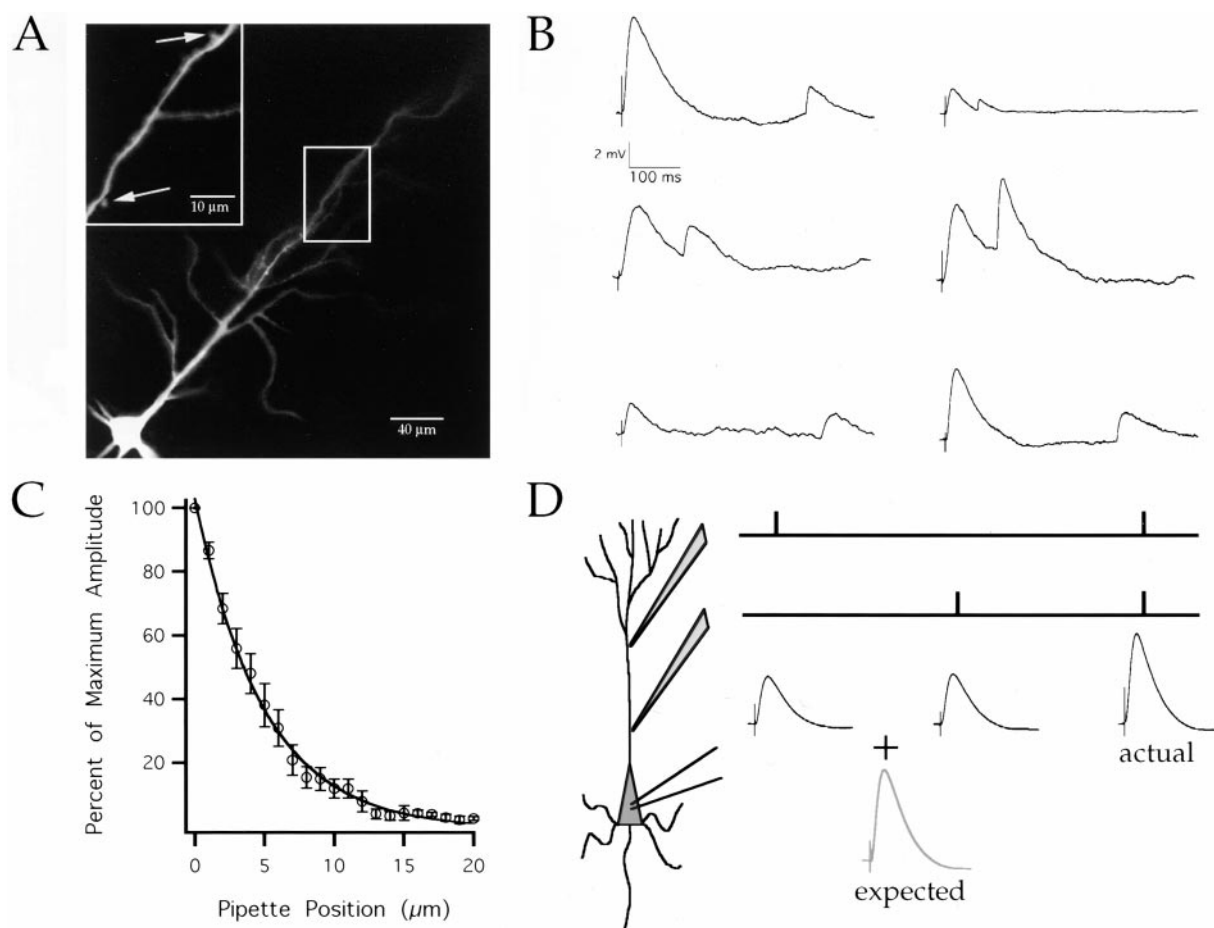 A
10 µm
40 µm
B
2 mV
100 ms
C
Percent of Maximum Amplitude
100
80
60
40
20
0
5
10
15
20
Pipette Position (µm)
D
+
actual
expected